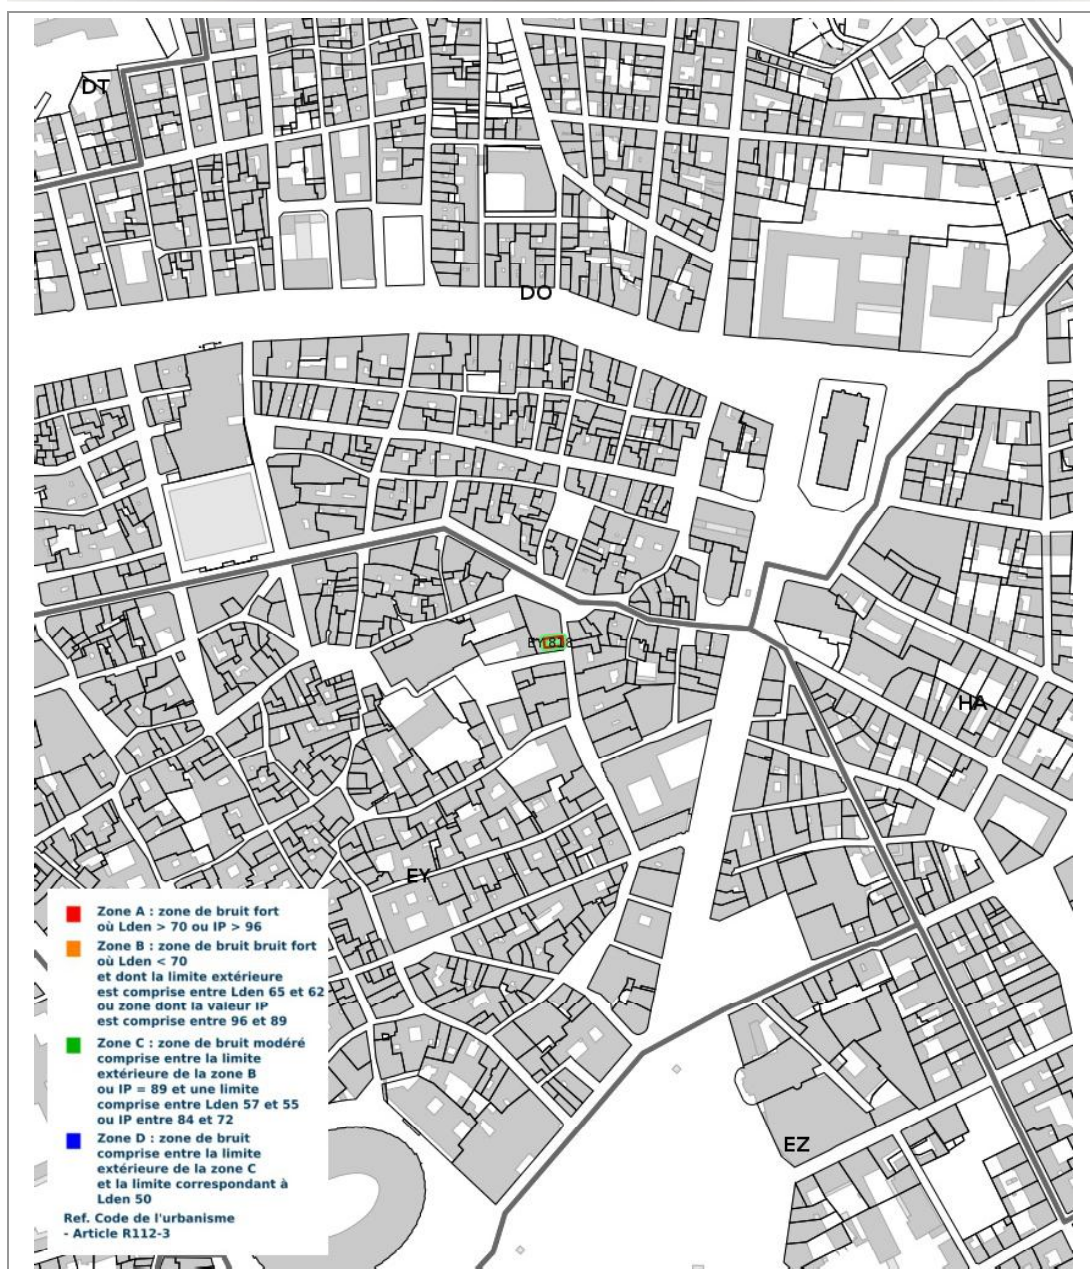 DT
DO
HA
EY
Zone A : zone de bruit fort
où Lden > 70 ou IP > 96
Zone B : zone de bruit bruit fort
où Lden < 70
et dont la limite extérieure
est comprise entre Lden 65 et 62
ou zone dont la valeur IP
est comprise entre 96 et 89
Zone C : zone de bruit modéré
comprise entre la limite
extérieure de la zone B
ou IP = 89 et une limite
comprise entre Lden 57 et 55
ou IP entre 84 et 72
Zone D : zone de bruit
comprise entre la limite
extérieure de la zone C
et la limite correspondant à
Lden 50
Ref. Code de l'urbanisme
- Article R112-3
EZ